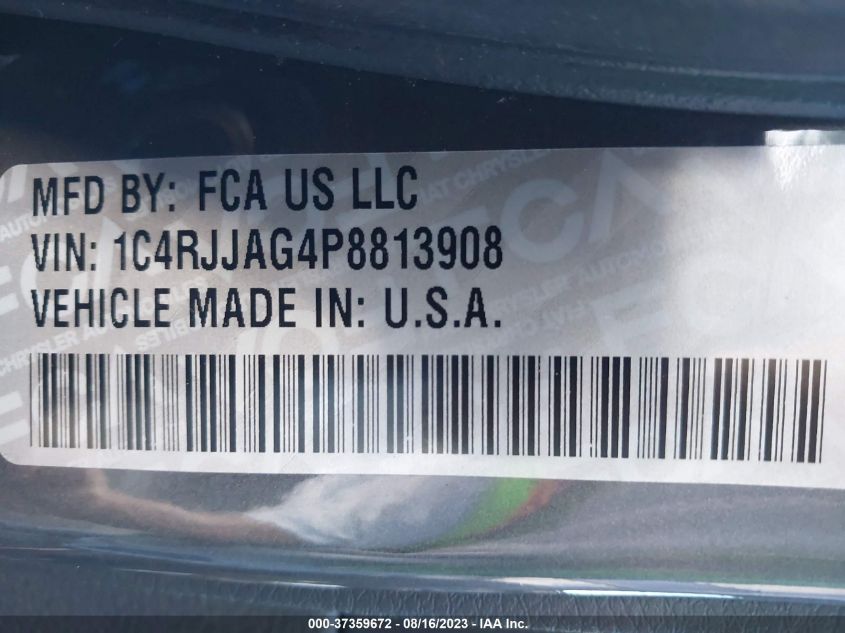 MFD BY: FCA US LLC
VIN: 1C4RJJAG4P8813908
VEHICLE MADE IN: U.S.A.
000-37359672 - 08/16/2023 - IAA Inc.